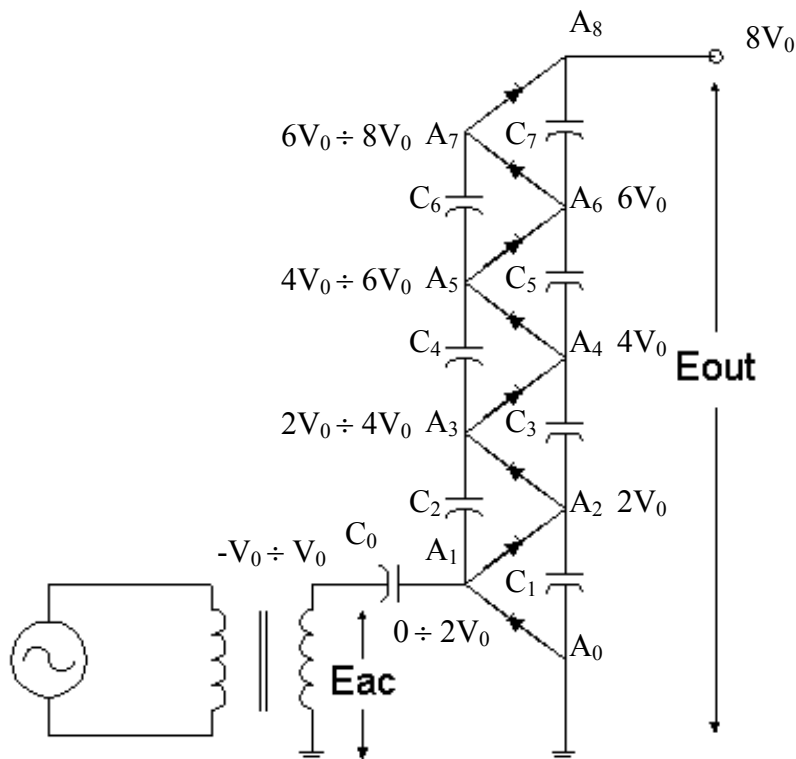 A₈
8V₀
6V₀ ÷ 8V₀ A₇ C₇
C₆ A₆ 6V₀
4V₀ ÷ 6V₀ A₅ C₅
C₄ A₄ 4V₀
Eout
2V₀ ÷ 4V₀ A₃ C₃
C₂ A₂ 2V₀
C₀ A₁
-V₀ ÷ V₀ C₁
0 ÷ 2V₀ A₀
Eac